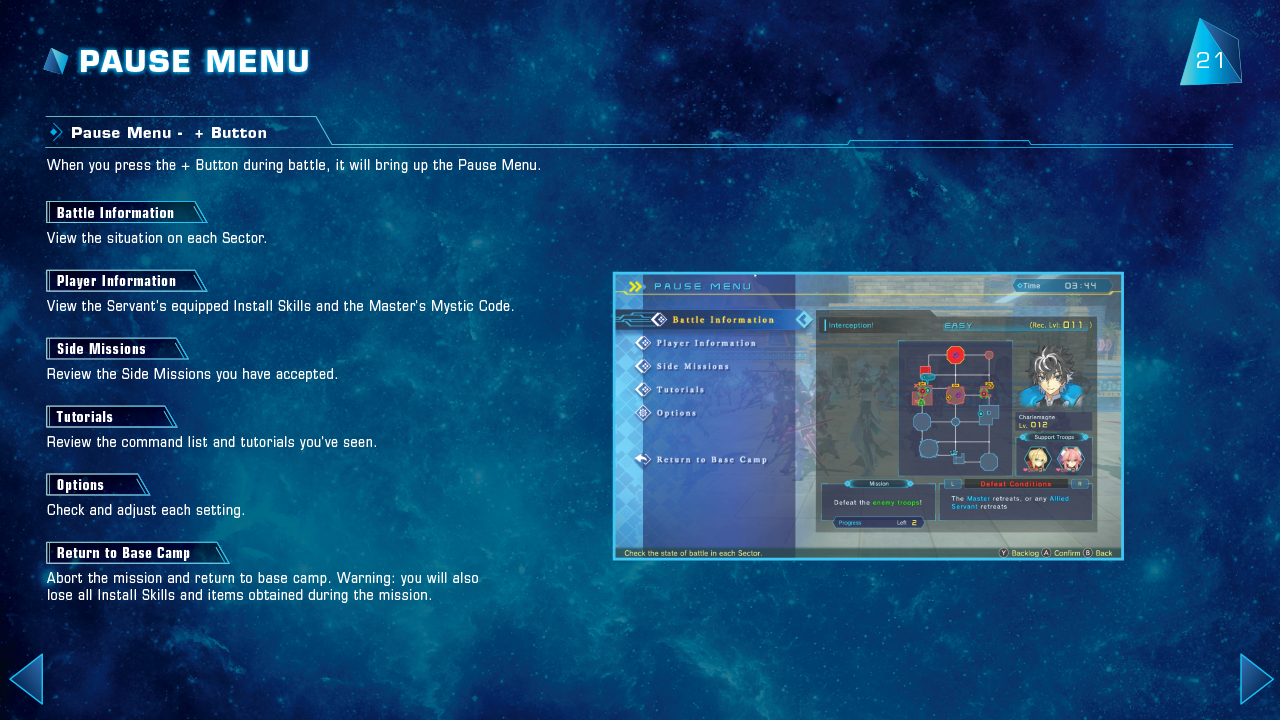 PAUSE MENU
21
Pause Menu - + Button
When you press the + Button during battle, it will bring up the Pause Menu.
Battle Information
View the situation on each Sector.
Player Information
View the Servant's equipped Install Skills and the Master's Mystic Code.
Side Missions
Review the Side Missions you have accepted.
Tutorials
Review the command list and tutorials you've seen.
Options
Check and adjust each setting.
Return to Base Camp
Abort the mission and return to base camp. Warning: you will also
lose all Install Skills and items obtained during the mission.
PAUSE MENU
Time 03:44
Battle Information
Player Information
Side Missions
Tutorials
Options
Return to Base Camp
Interception!
EASY
(Rec. Lvl: 011 )
Charlemagne
Lv. 012
Support Troops
Mission
Defeat the enemy troops!
Progress Left 2
L Defeat Conditions R
The Master retreats, or any Allied
Servant retreats
Check the state of battle in each Sector.
Y Backlog A Confirm B Back